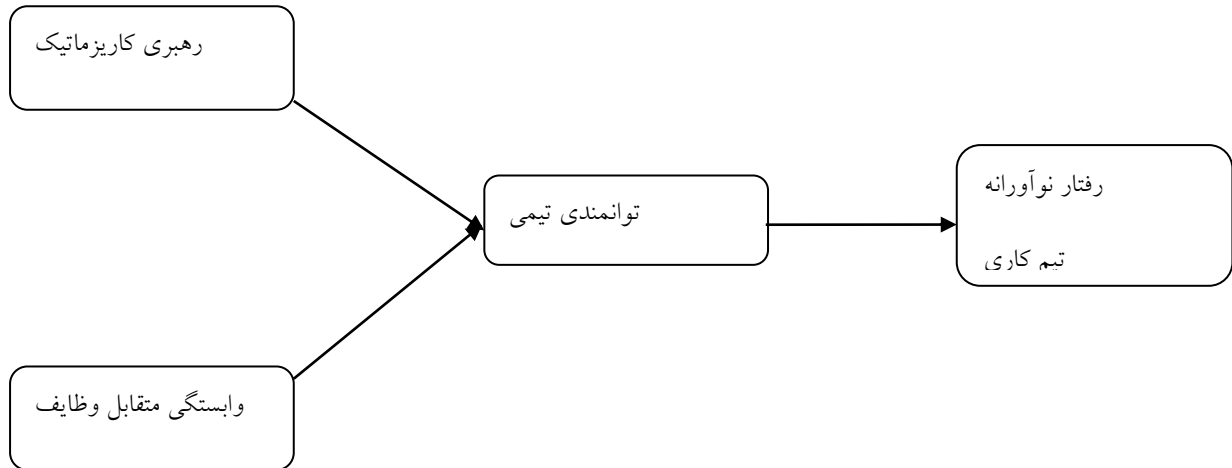 رهبری کاریزماتیک
توانمندی تیمی
رفتار نوآورانه
تیم کاری
وابستگی متقابل وظایف